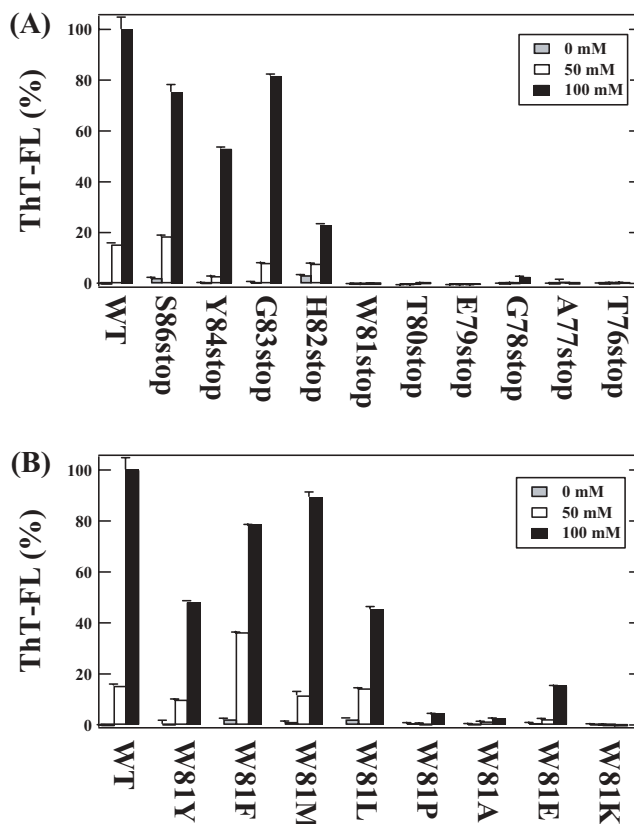 (A)
ThT-FL (%)
100
80
60
40
20
0
0 mM
50 mM
100 mM
WT
S86stop
Y84stop
G83stop
H82stop
W81stop
T80stop
E79stop
G78stop
A77stop
T76stop
(B)
ThT-FL (%)
100
80
60
40
20
0
0 mM
50 mM
100 mM
WT
W81Y
W81F
W81M
W81L
W81P
W81A
W81E
W81K